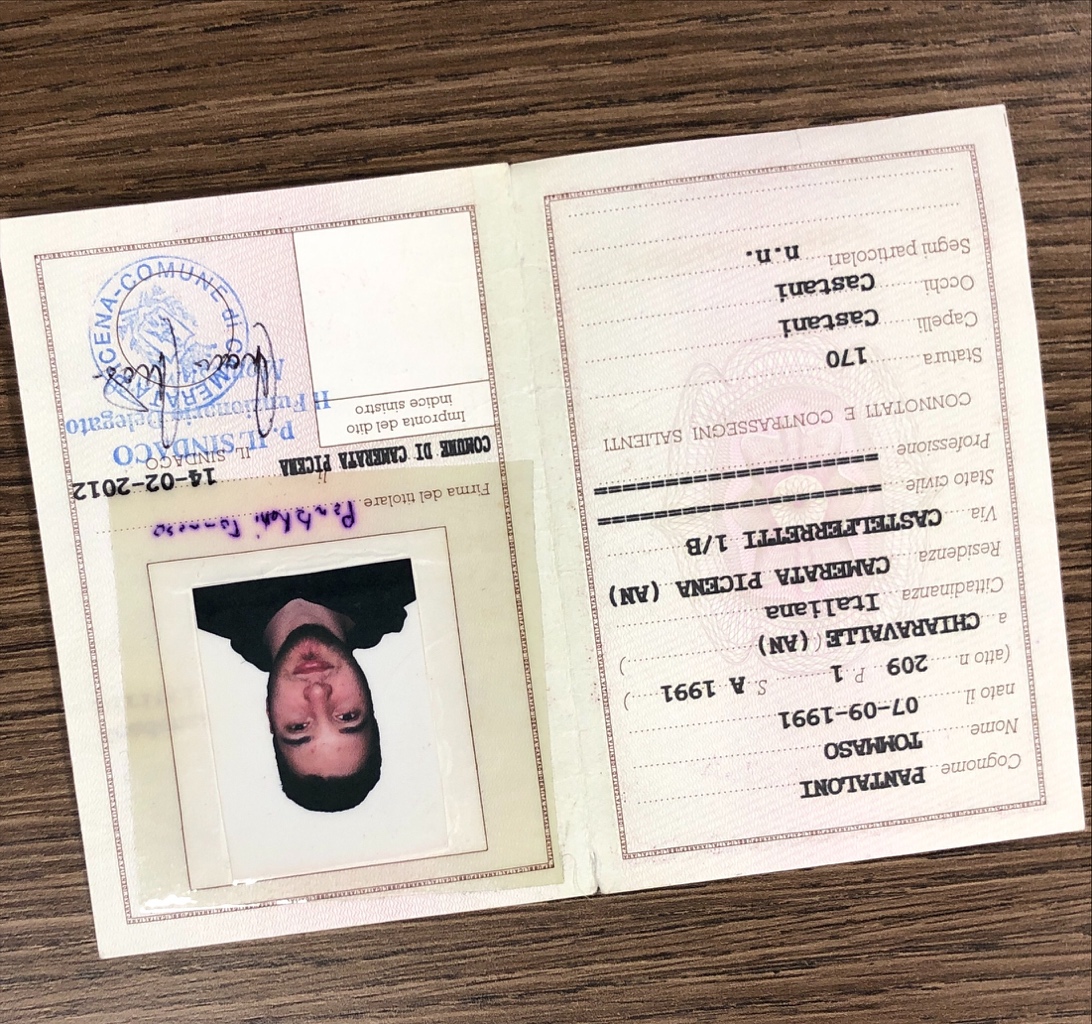 Cognome PANTALONI
Nome TOMMASO
nato il 07-09-1991
(atto n. 209 P. 1 S. A 1991 )
a CHIARAVALLE (AN) ( )
Cittadinanza Italiana
Residenza CAMERATA PICENA (AN)
Via CASTELFERRETTI 1/B
Stato civile ========================
Professione ========================
CONNOTATI E CONTRASSEGNI SALIENTI
Statura 170
Capelli Castani
Occhi Castani
Segni particolari n.n.
Firma del titolare Pantaloni Tommaso
COMUNE DI CAMERATA PICENA li 14-02-2012
Impronta del dito
indice sinistro
IL SINDACO
p. IL SINDACO
Il Funzionario Delegato
COMUNE DI CAMERATA PICENA